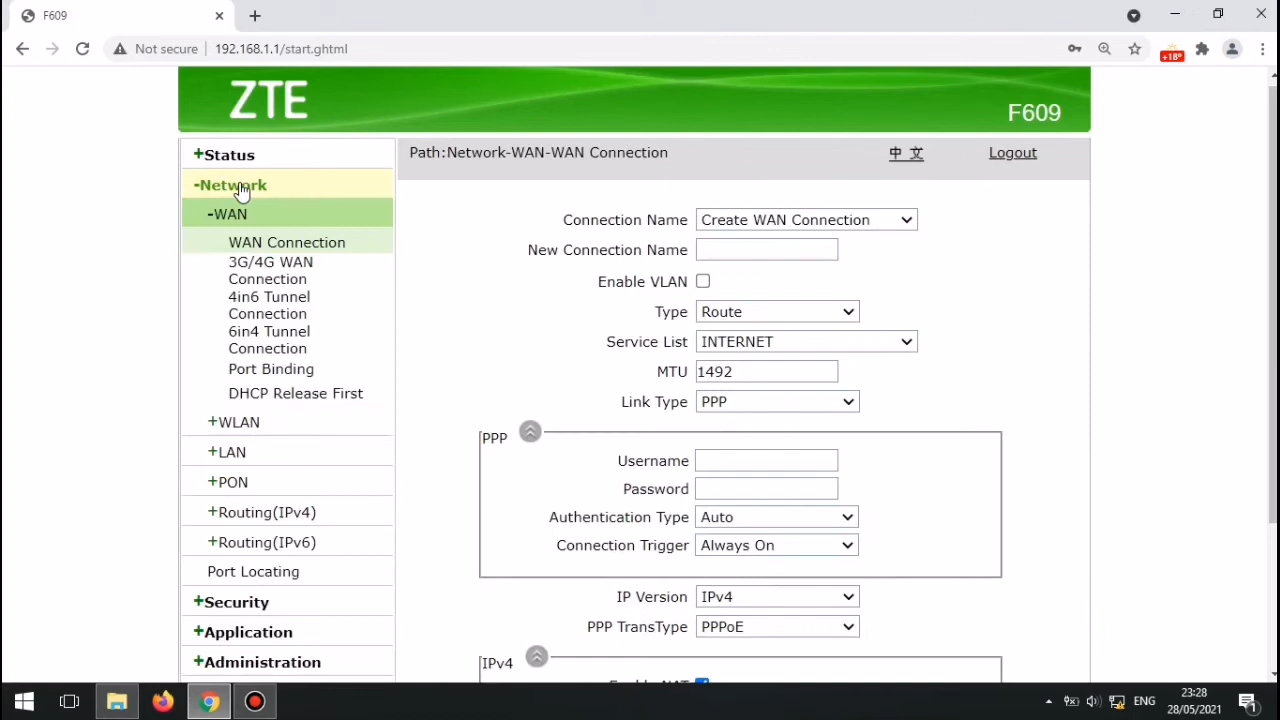 F609
Not secure
192.168.1.1/start.ghtml
+18°
ZTE
F609
+Status
-Network
-WAN
WAN Connection
3G/4G WAN
Connection
4in6 Tunnel
Connection
6in4 Tunnel
Connection
Port Binding
DHCP Release First
+WLAN
+LAN
+PON
+Routing(IPv4)
+Routing(IPv6)
Port Locating
+Security
+Application
+Administration
Path:Network-WAN-WAN Connection
中 文
Logout
Connection Name Create WAN Connection
New Connection Name
Enable VLAN
Type Route
Service List INTERNET
MTU 1492
Link Type PPP
PPP
Username
Password
Authentication Type Auto
Connection Trigger Always On
IP Version IPv4
PPP TransType PPPoE
IPv4
Enable NAT
ENG
23:28
28/05/2021
1